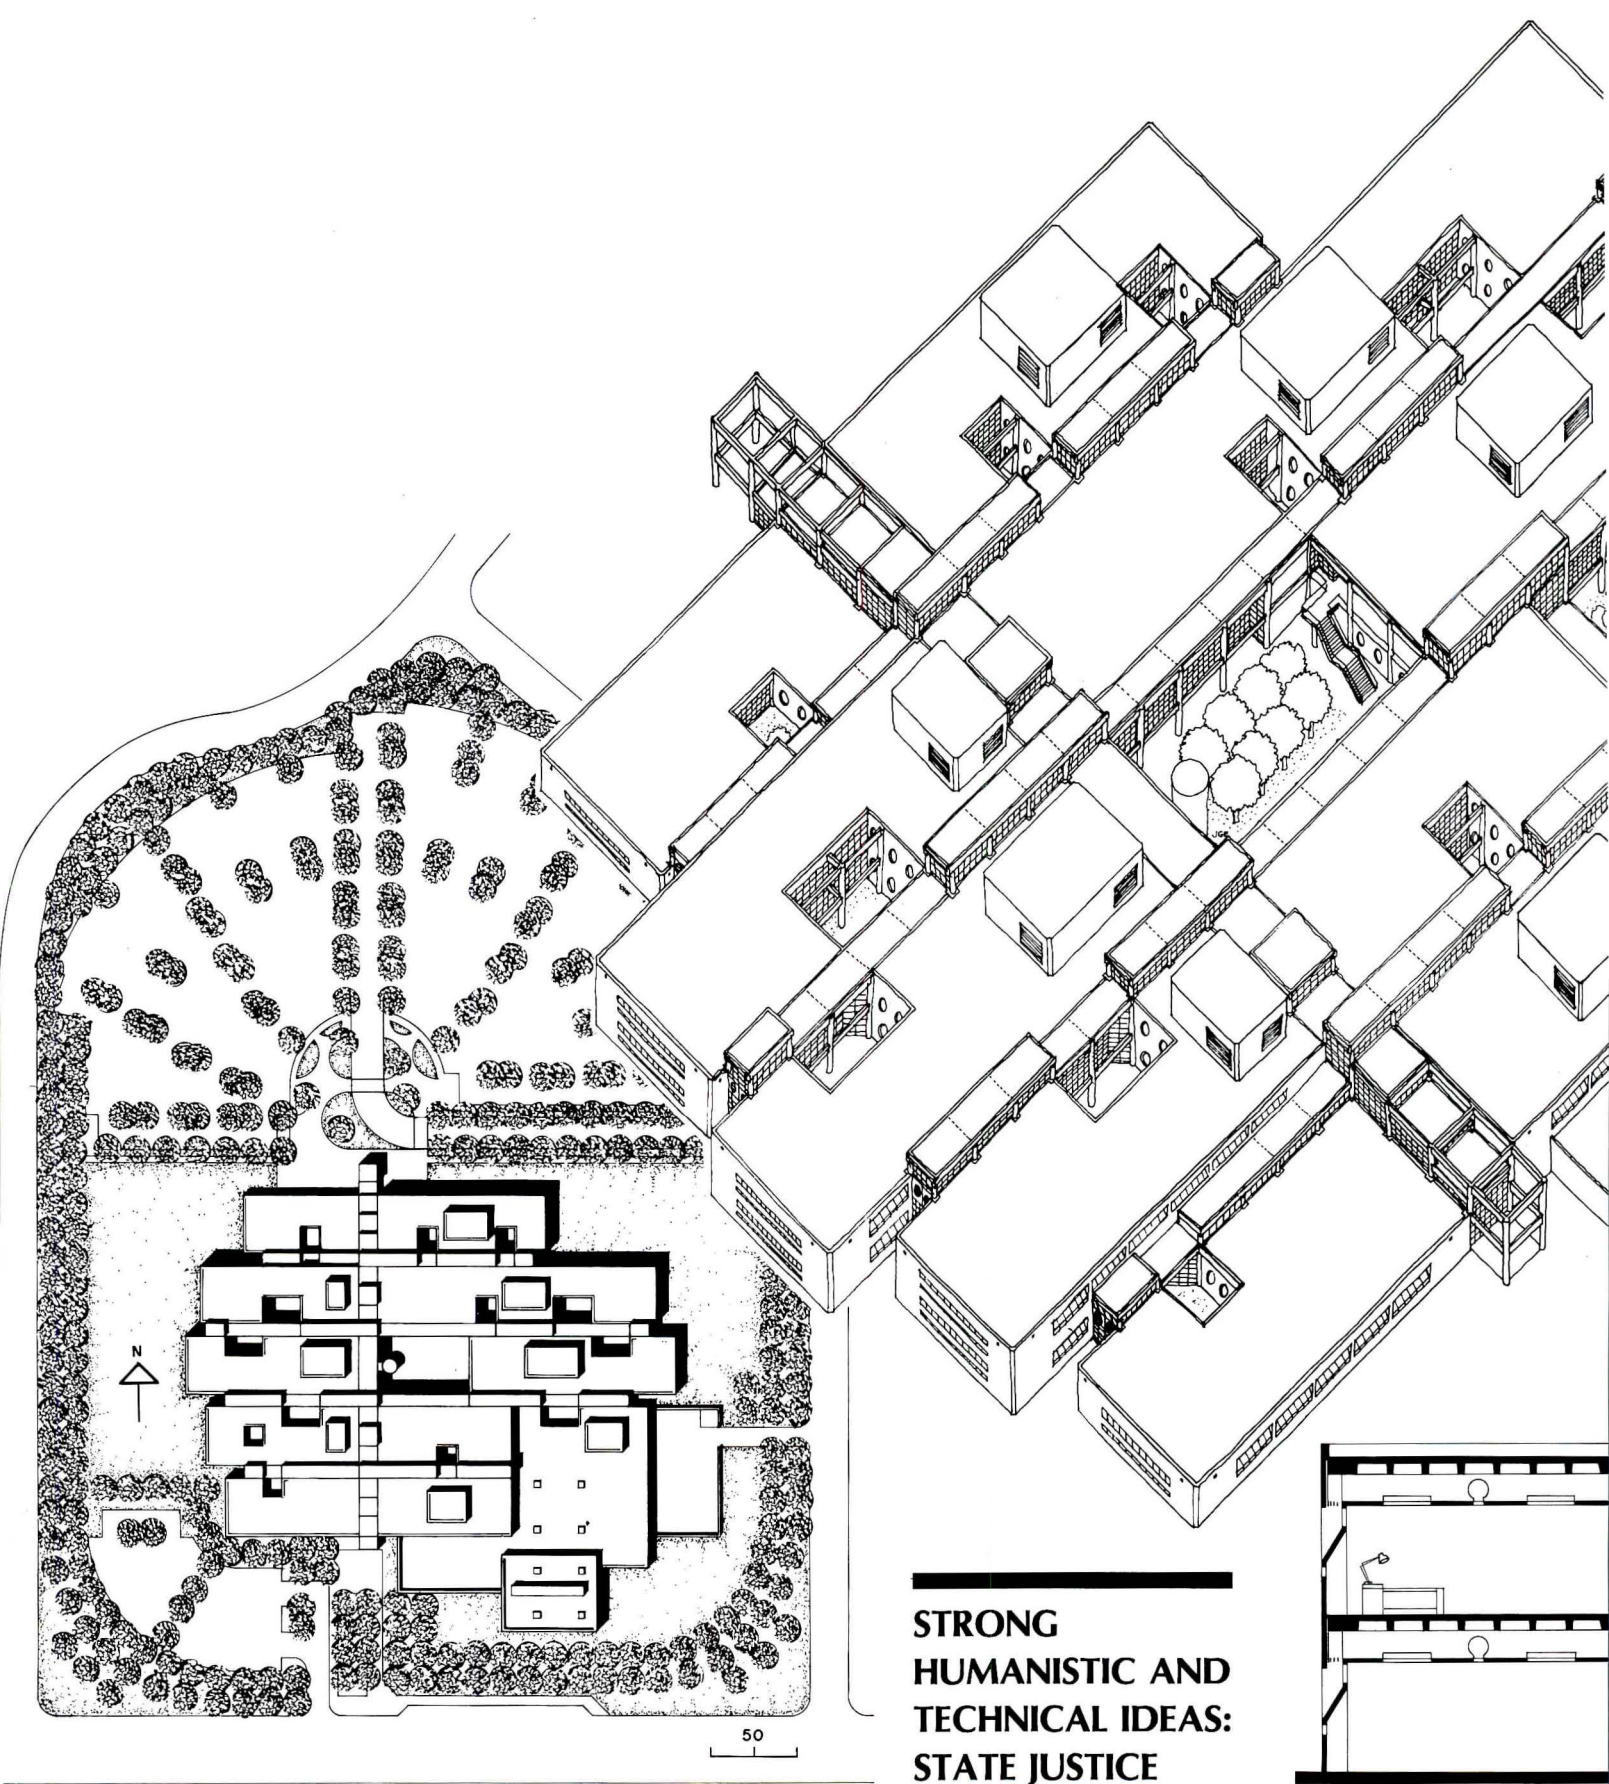 N
50
STRONG
HUMANISTIC AND
TECHNICAL IDEAS:
STATE JUSTICE